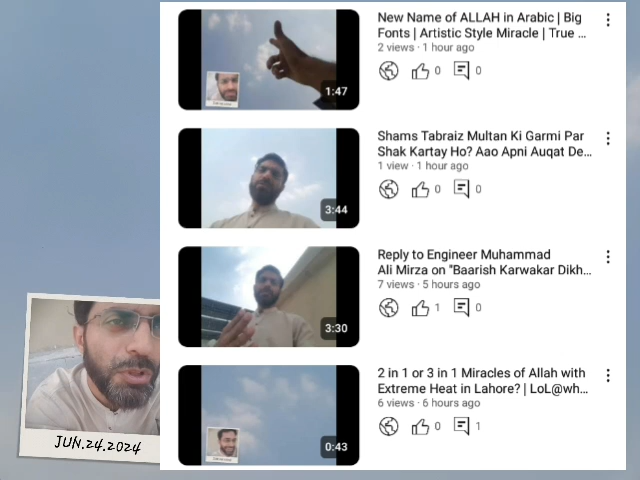 New Name of ALLAH in Arabic | Big
Fonts | Artistic Style Miracle | True ...
2 views · 1 hour ago
0
0
1:47
Shams Tabraiz Multan Ki Garmi Par
Shak Kartay Ho? Aao Apni Auqat De...
1 view · 1 hour ago
0
0
3:44
Reply to Engineer Muhammad
Ali Mirza on "Baarish Karwakar Dikh...
7 views · 5 hours ago
1
0
3:30
2 in 1 or 3 in 1 Miracles of Allah with
Extreme Heat in Lahore? | LoL@wh...
6 views · 6 hours ago
0
1
0:43
JUN.24.2024